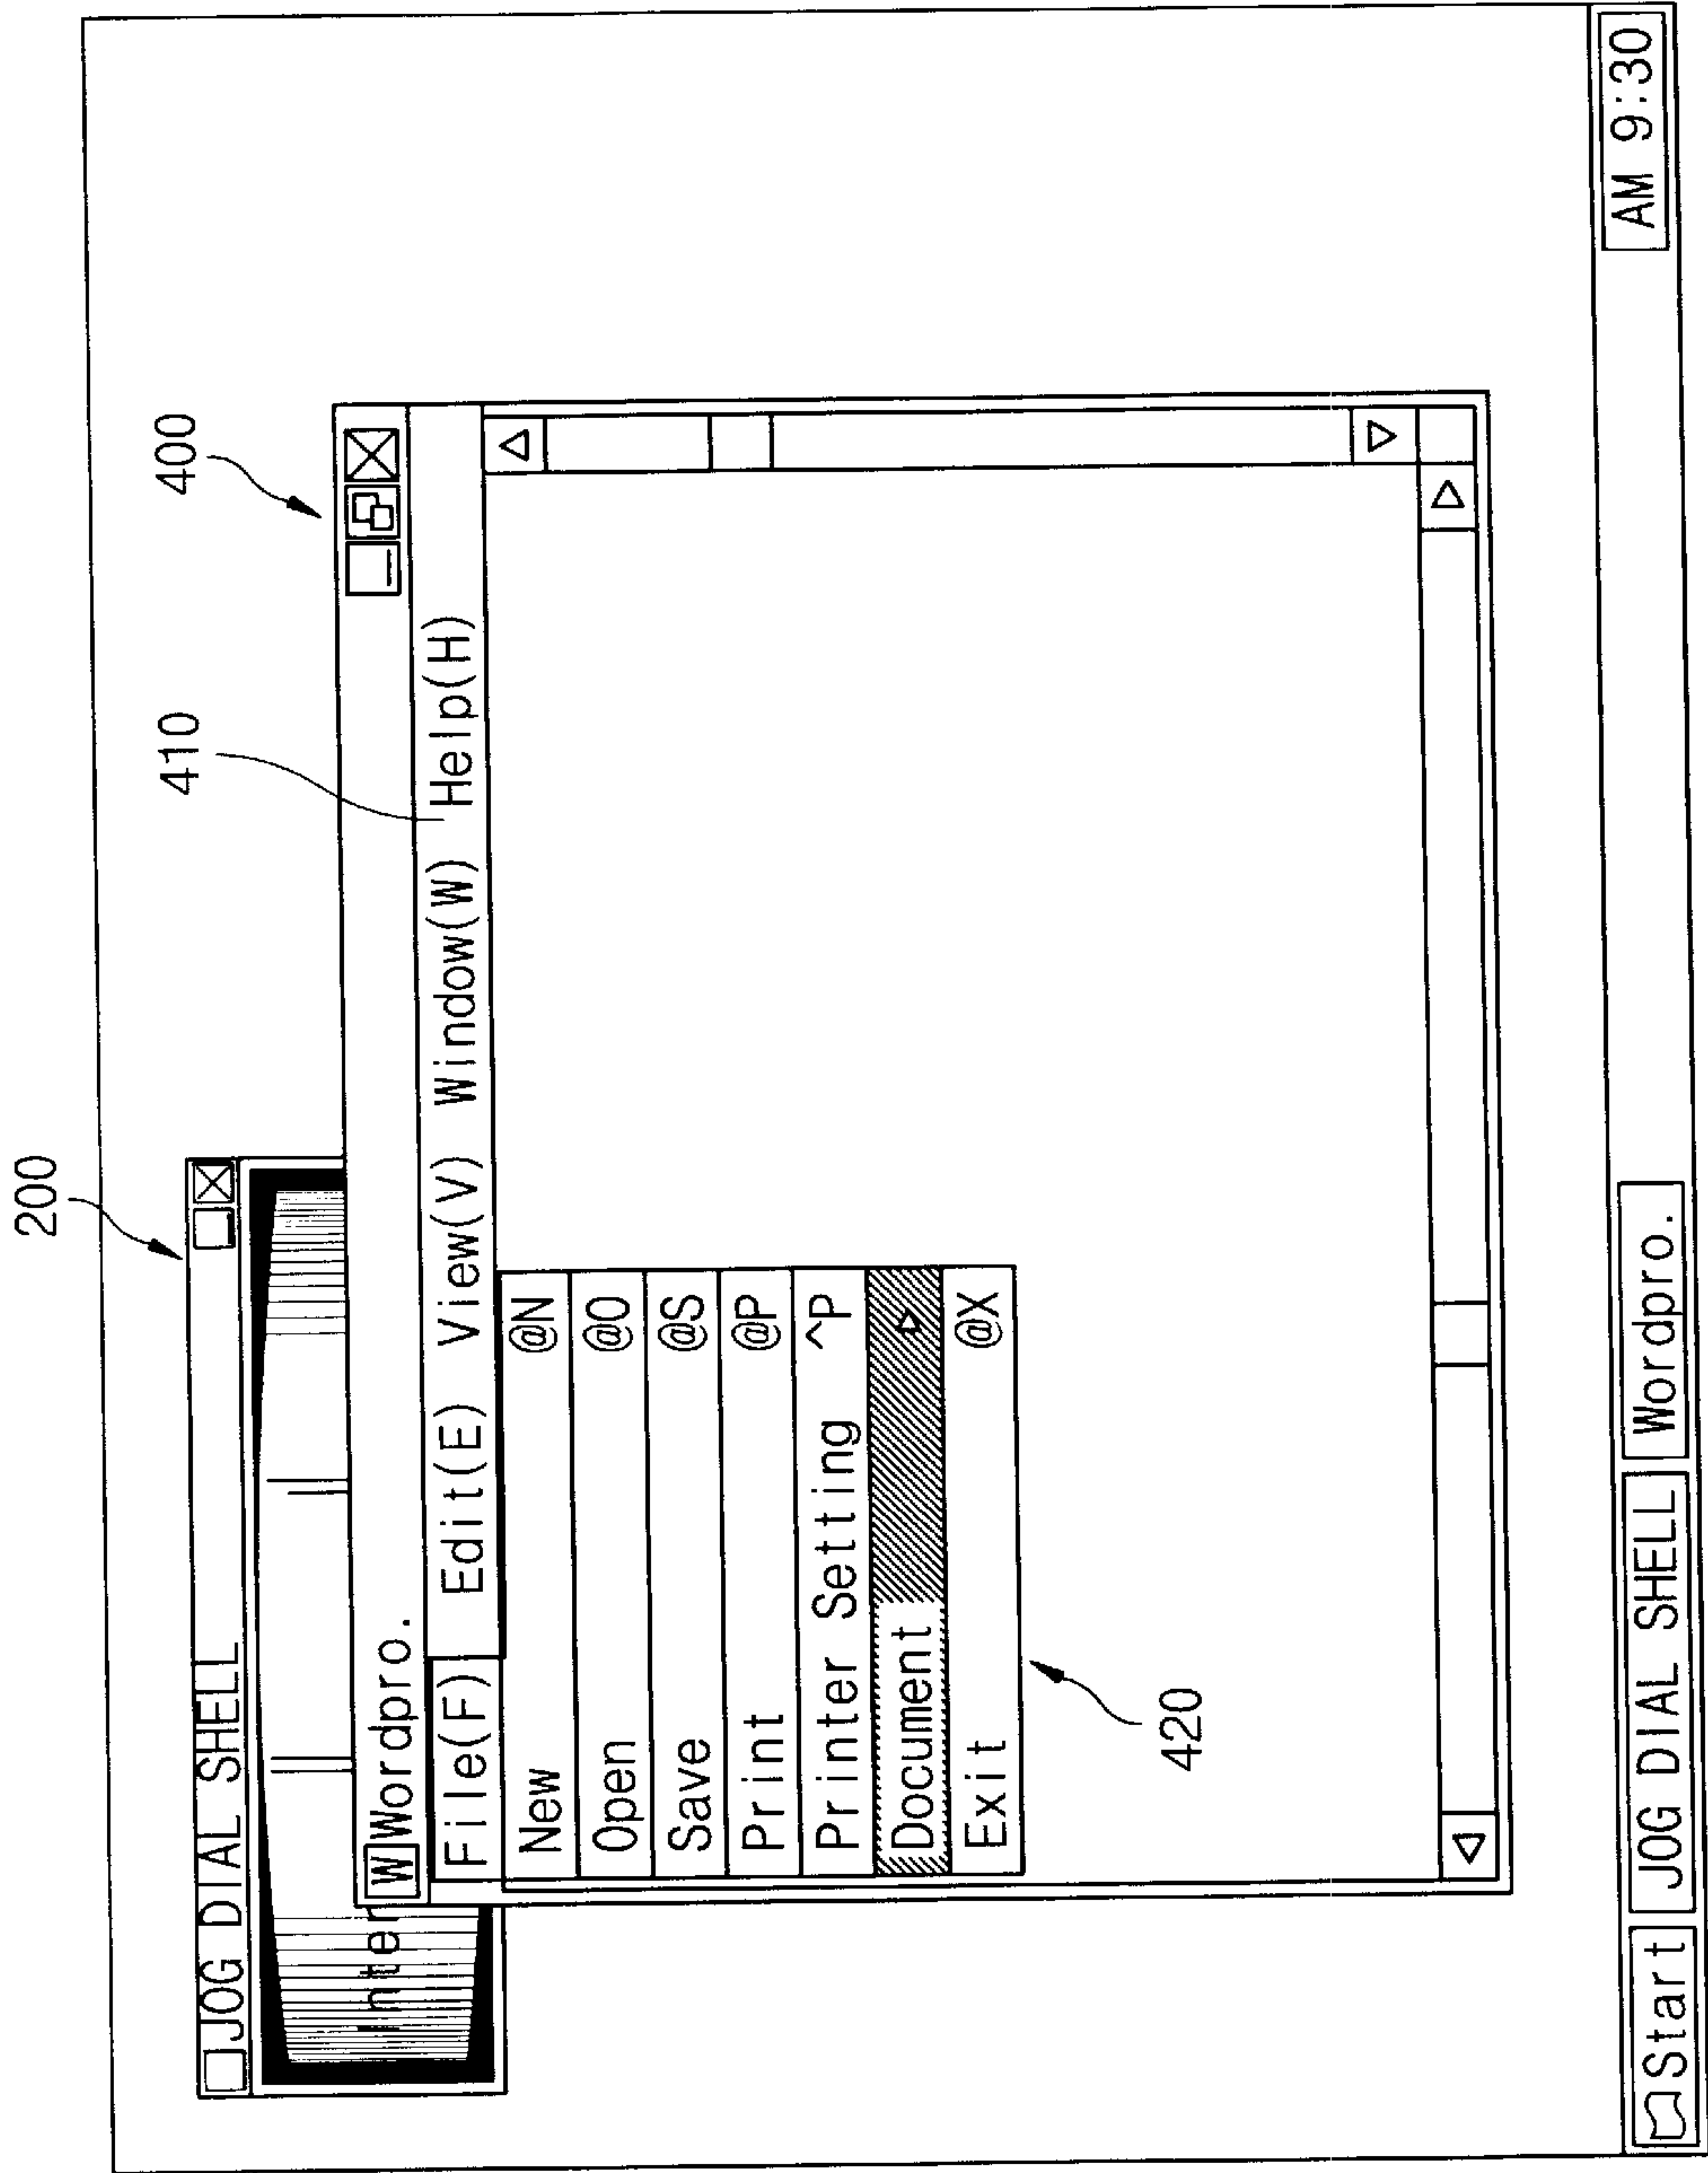 200
400
410
JOG DIAL SHELL
Inter
W Wordpro.
File(F) Edit(E) View(V) Window(W) Help(H)
New @N
Open @O
Save @S
Print @P
Printer Setting ^P
Document
Exit @X
420
Start JOG DIAL SHELL Wordpro. AM 9:30